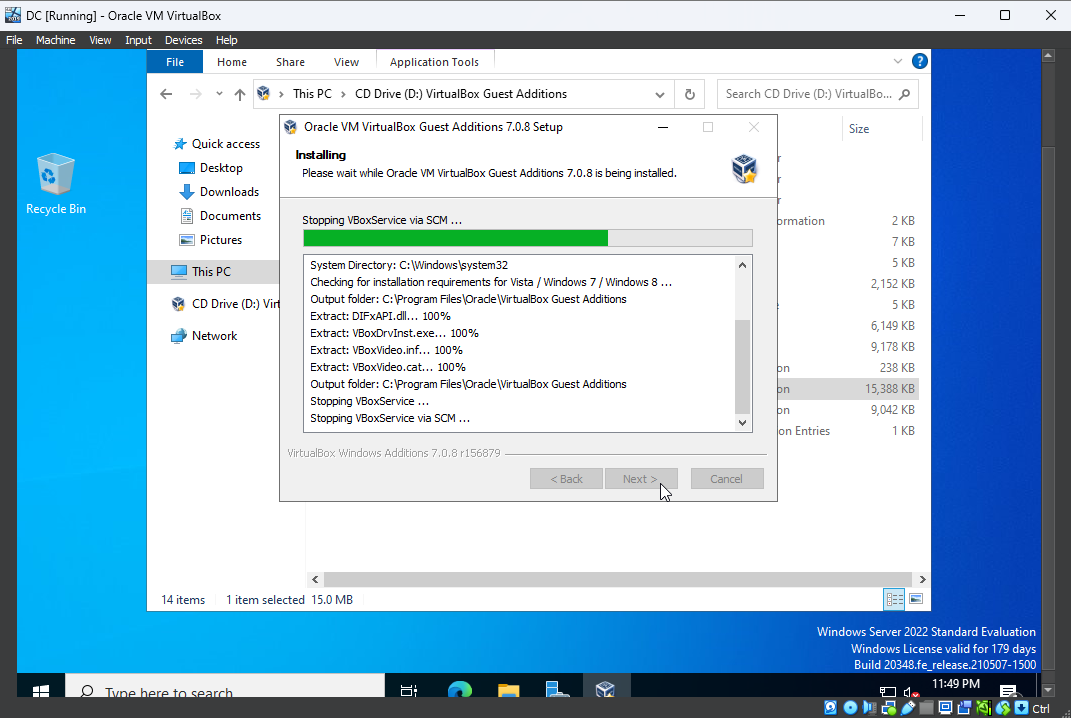 DC [Running] - Oracle VM VirtualBox
File Machine View Input Devices Help
File Home Share View Application Tools
This PC > CD Drive (D:) VirtualBox Guest Additions
Search CD Drive (D:) VirtualBo...
Oracle VM VirtualBox Guest Additions 7.0.8 Setup
Installing
Please wait while Oracle VM VirtualBox Guest Additions 7.0.8 is being installed.
Stopping VBoxService via SCM ...
System Directory: C:\Windows\system32
Checking for installation requirements for Vista / Windows 7 / Windows 8 ...
Output folder: C:\Program Files\Oracle\VirtualBox Guest Additions
Extract: DIFxAPI.dll... 100%
Extract: VBoxDrvInst.exe... 100%
Extract: VBoxVideo.inf... 100%
Extract: VBoxVideo.cat... 100%
Output folder: C:\Program Files\Oracle\VirtualBox Guest Additions
Stopping VBoxService ...
Stopping VBoxService via SCM ...
VirtualBox Windows Additions 7.0.8 r156879
< Back
Next >
Cancel
Quick access
Desktop
Downloads
Documents
Pictures
This PC
CD Drive (D:) Virt
Network
Size
ormation 2 KB
7 KB
5 KB
2,152 KB
5 KB
6,149 KB
9,178 KB
on 238 KB
on 15,388 KB
on 9,042 KB
on Entries 1 KB
14 items 1 item selected 15.0 MB
Recycle Bin
Windows Server 2022 Standard Evaluation
Windows License valid for 179 days
Build 20348.fe_release.210507-1500
Type here to search
11:49 PM
Ctrl